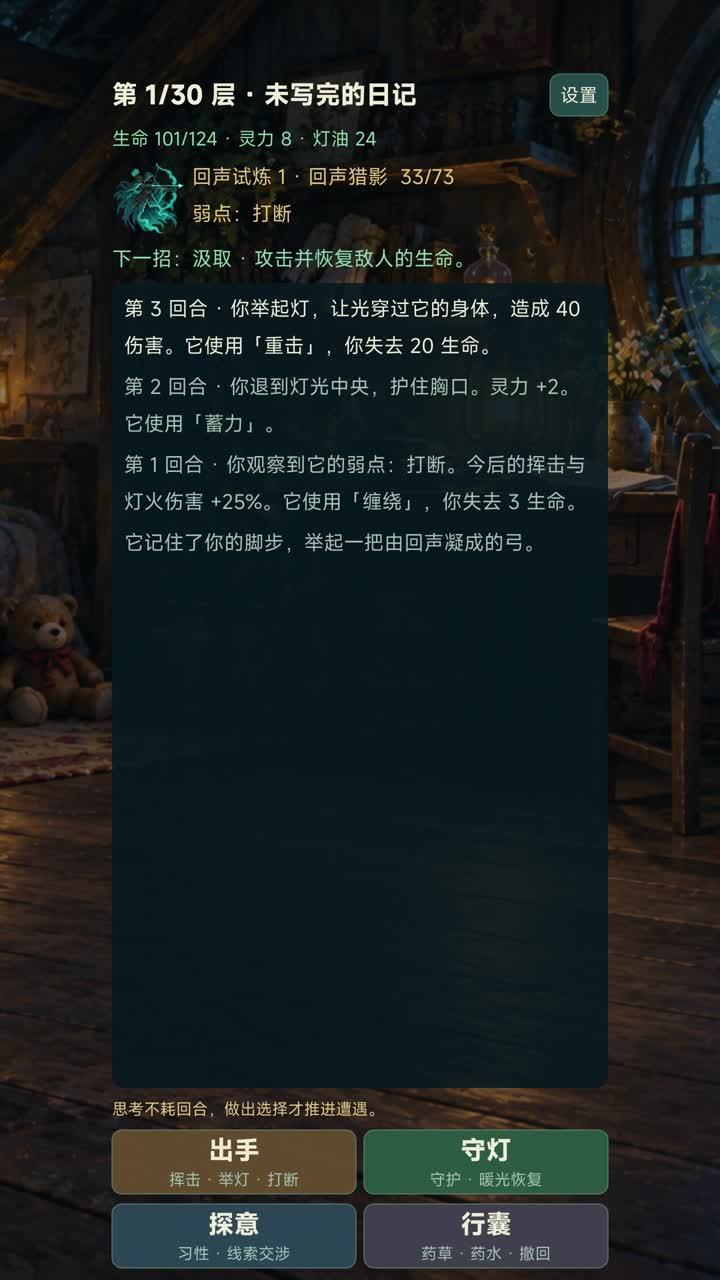 第 1/30 层 · 未写完的日记
设置
生命 101/124 · 灵力 8 · 灯油 24
回声试炼 1 · 回声猎影 33/73
弱点：打断
下一招：汲取 · 攻击并恢复敌人的生命。
第 3 回合 · 你举起灯，让光穿过它的身体，造成 40
伤害。它使用「重击」，你失去 20 生命。
第 2 回合 · 你退到灯光中央，护住胸口。灵力 +2。
它使用「蓄力」。
第 1 回合 · 你观察到它的弱点：打断。今后的挥击与
灯火伤害 +25%。它使用「缠绕」，你失去 3 生命。
它记住了你的脚步，举起一把由回声凝成的弓。
思考不耗回合，做出选择才推进遭遇。
出手
挥击 · 举灯 · 打断
守灯
守护 · 暖光恢复
探意
习性 · 线索交涉
行囊
药草 · 药水 · 撤回